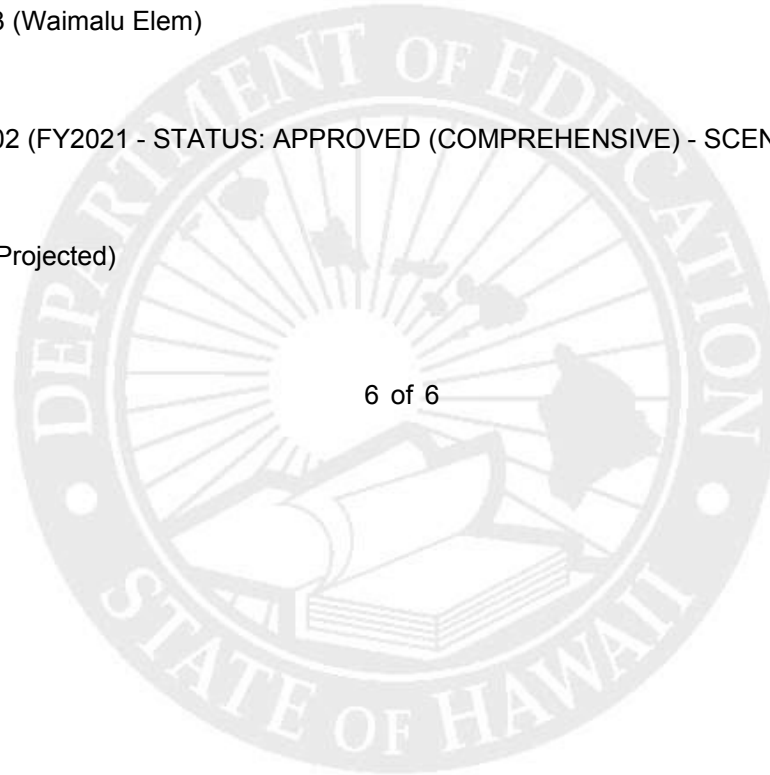 3 (Waimalu Elem)
02 (FY2021 - STATUS: APPROVED (COMPREHENSIVE) - SCEN
Projected)
6 of 6
DEPARTMENT OF EDUCATION
STATE OF HAWAII